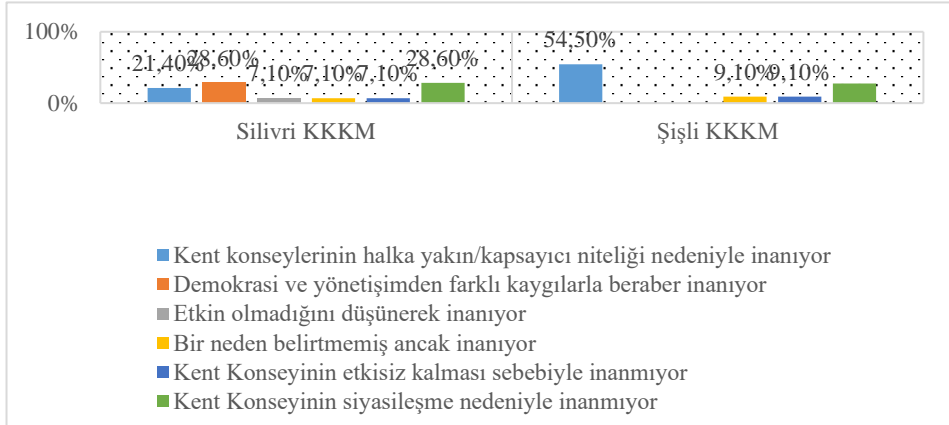 100%
0%
21,40%
28,60%
7,10%
7,10%
7,10%
28,60%
54,50%
9,10%
9,10%
Silivri KKKM
Şişli KKKM
Kent konseylerinin halka yakın/kapsayıcı niteliği nedeniyle inanıyor
Demokrasi ve yönetişimden farklı kaygılarla beraber inanıyor
Etkin olmadığını düşünerek inanıyor
Bir neden belirtmemiş ancak inanıyor
Kent Konseyinin etkisiz kalması sebebiyle inanmıyor
Kent Konseyinin siyasileşme nedeniyle inanmıyor